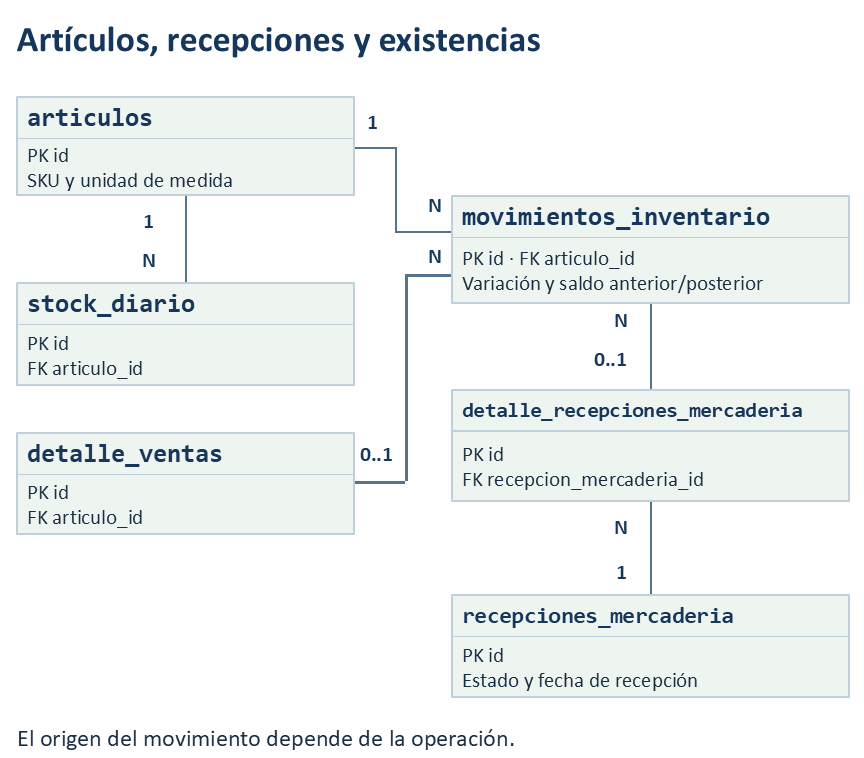 Artículos, recepciones y existencias
articulos
PK id
SKU y unidad de medida
1
N
1
N
stock_diario
PK id
FK articulo_id
movimientos_inventario
PK id · FK articulo_id
Variación y saldo anterior/posterior
N
0..1
N
0..1
detalle_ventas
PK id
FK articulo_id
detalle_recepciones_mercaderia
PK id
FK recepcion_mercaderia_id
N
1
recepciones_mercaderia
PK id
Estado y fecha de recepción
El origen del movimiento depende de la operación.